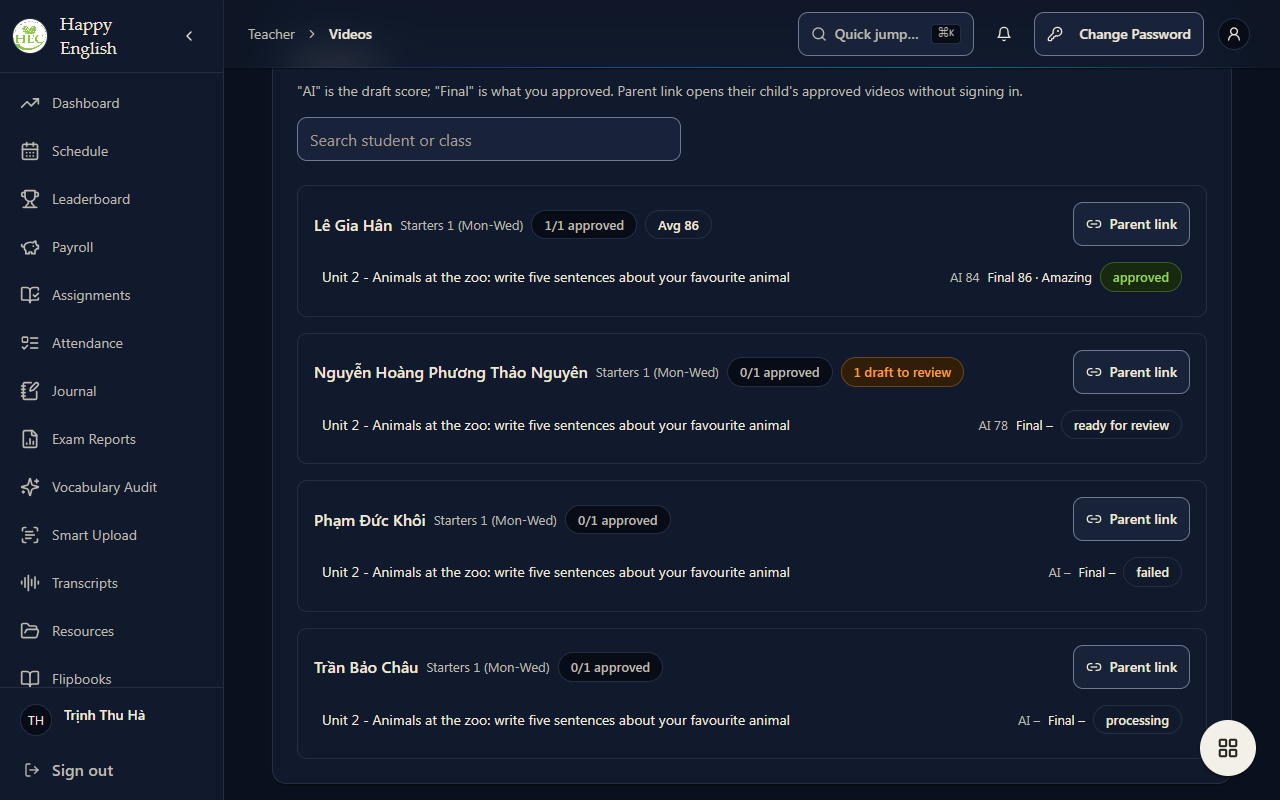 HEC
Happy
English
Dashboard
Schedule
Leaderboard
Payroll
Assignments
Attendance
Journal
Exam Reports
Vocabulary Audit
Smart Upload
Transcripts
Resources
Flipbooks
TH
Trịnh Thu Hà
Sign out
Teacher > Videos
Quick jump... ⌘K
Change Password
"AI" is the draft score; "Final" is what you approved. Parent link opens their child's approved videos without signing in.
Search student or class
Lê Gia Hân Starters 1 (Mon-Wed) 1/1 approved Avg 86 Parent link
Unit 2 - Animals at the zoo: write five sentences about your favourite animal AI 84 Final 86 · Amazing approved
Nguyễn Hoàng Phương Thảo Nguyên Starters 1 (Mon-Wed) 0/1 approved 1 draft to review Parent link
Unit 2 - Animals at the zoo: write five sentences about your favourite animal AI 78 Final – ready for review
Phạm Đức Khôi Starters 1 (Mon-Wed) 0/1 approved Parent link
Unit 2 - Animals at the zoo: write five sentences about your favourite animal AI – Final – failed
Trần Bảo Châu Starters 1 (Mon-Wed) 0/1 approved Parent link
Unit 2 - Animals at the zoo: write five sentences about your favourite animal AI – Final – processing